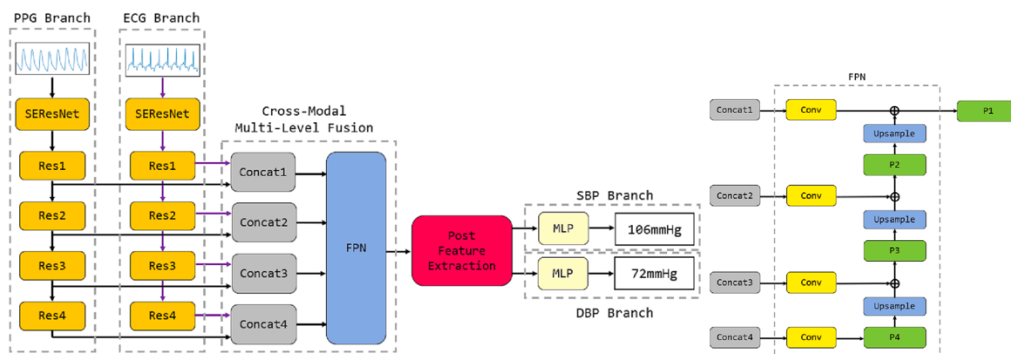 PPG Branch
ECG Branch
SEResNet
SEResNet
Cross-Modal
Multi-Level Fusion
Res1
Res1
Concat1
Res2
Res2
Concat2
Res3
Res3
Concat3
Res4
Res4
Concat4
FPN
Post
Feature
Extraction
SBP Branch
MLP
106mmHg
MLP
72mmHg
DBP Branch
FPN
Concat1
Conv
P1
Upsample
P2
Concat2
Conv
Upsample
P3
Concat3
Conv
Upsample
Concat4
Conv
P4